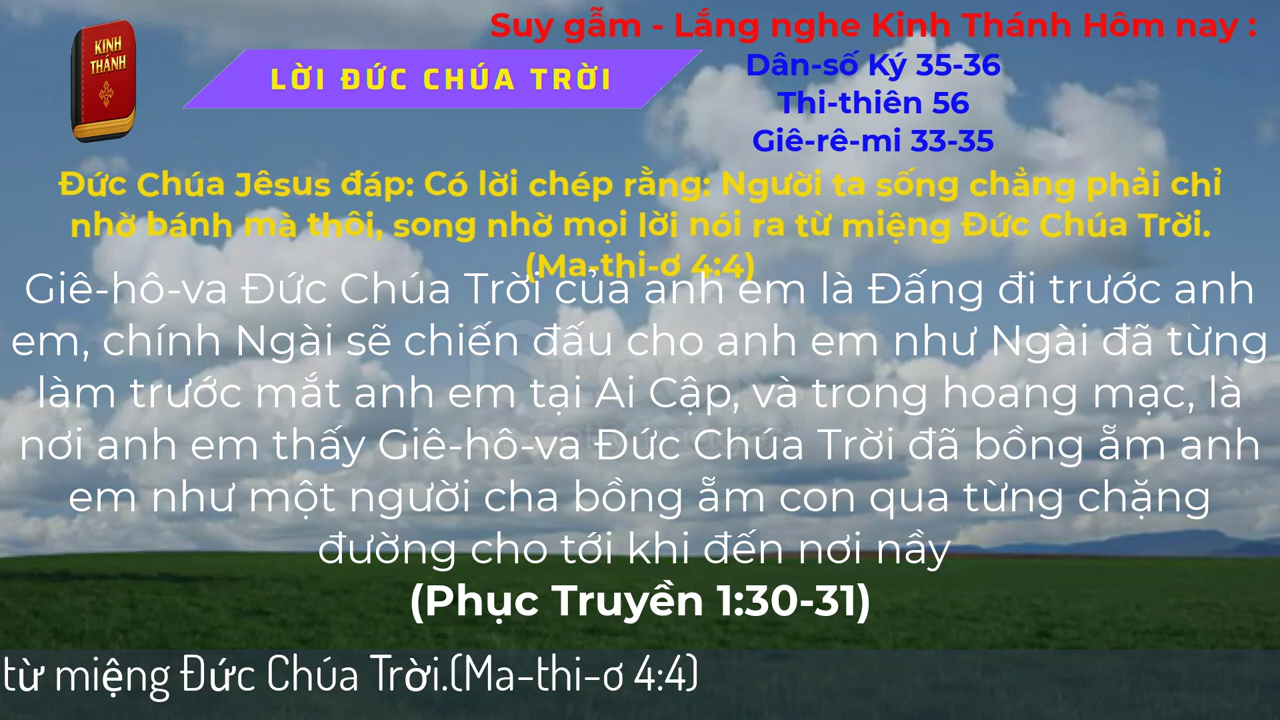 Suy gẫm - Lắng nghe Kinh Thánh Hôm nay :
KINH
THÁNH
LỜI ĐỨC CHÚA TRỜI
Dân-số Ký 35-36
Thi-thiên 56
Giê-rê-mi 33-35
Đức Chúa Jêsus đáp: Có lời chép rằng: Người ta sống chẳng phải chỉ
nhờ bánh mà thôi, song nhờ mọi lời nói ra từ miệng Đức Chúa Trời.
(Ma-thi-ơ 4:4)
Giê-hô-va Đức Chúa Trời của anh em là Đấng đi trước anh
em, chính Ngài sẽ chiến đấu cho anh em như Ngài đã từng
làm trước mắt anh em tại Ai Cập, và trong hoang mạc, là
nơi anh em thấy Giê-hô-va Đức Chúa Trời đã bồng ẵm anh
em như một người cha bồng ẵm con qua từng chặng
đường cho tới khi đến nơi nầy
(Phục Truyền 1:30-31)
từ miệng Đức Chúa Trời.(Ma-thi-ơ 4:4)